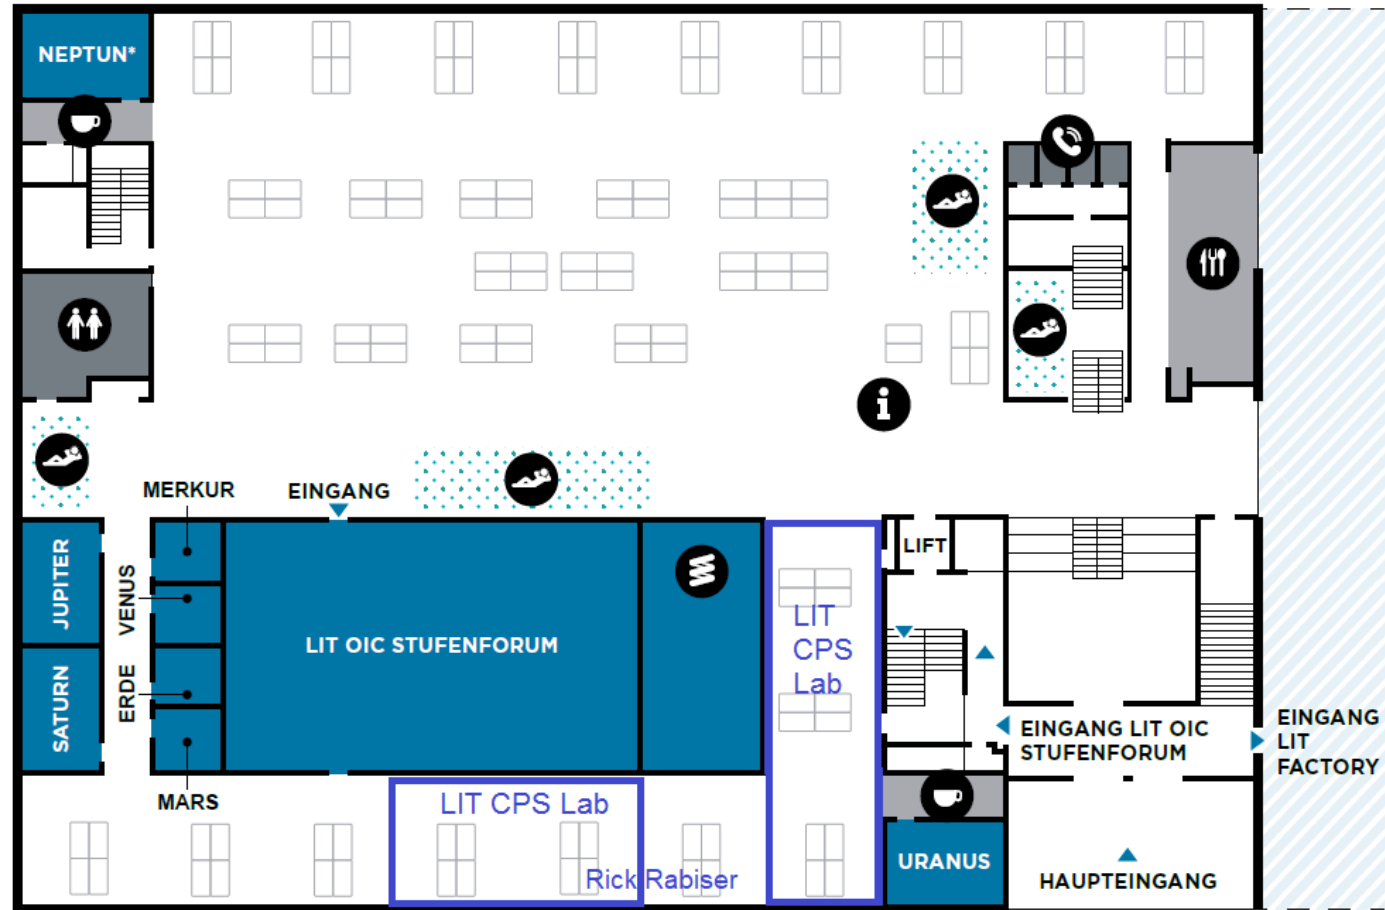 NEPTUN*
MERKUR
EINGANG
JUPITER
VENUS
LIFT
LIT
CPS
Lab
LIT OIC STUFENFORUM
SATURN
ERDE
EINGANG LIT OIC
STUFENFORUM
EINGANG
LIT
FACTORY
MARS
LIT CPS Lab
Rick Rabiser
URANUS
HAUPTEINGANG